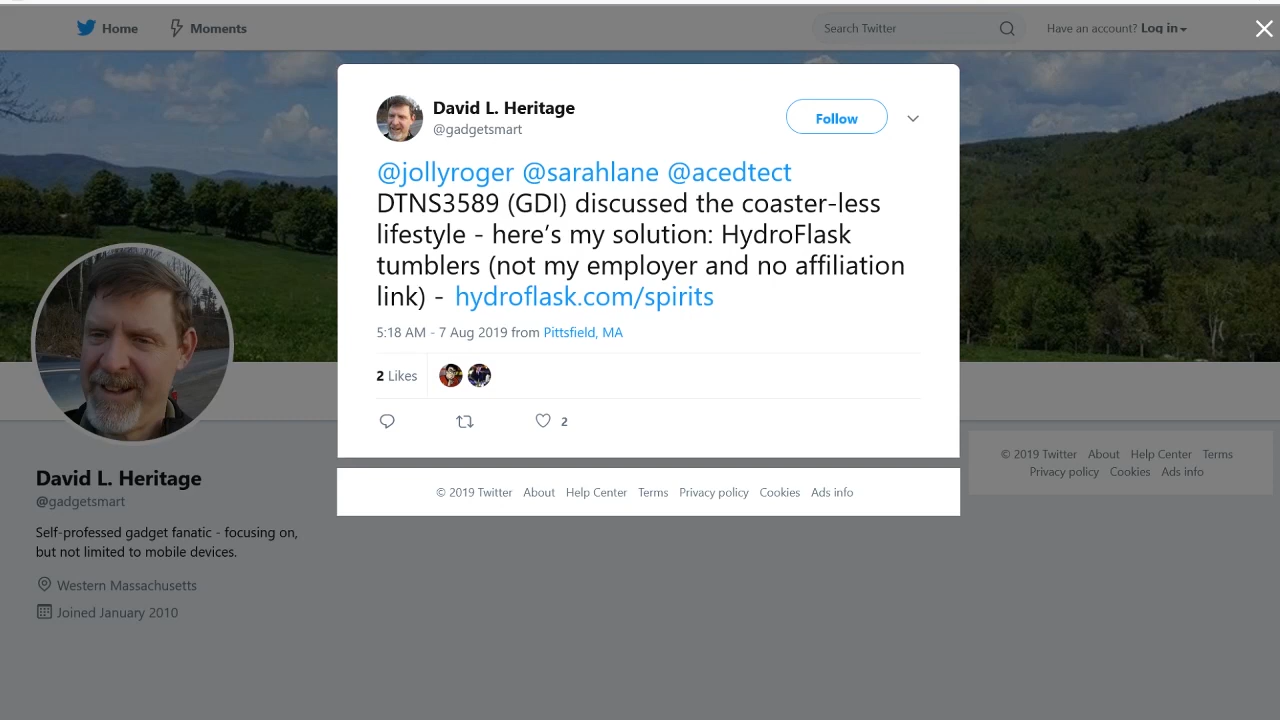 Home Moments Search Twitter Have an account? Log in
David L. Heritage
@gadgetsmart
Follow
@jollyroger @sarahlane @acedtect
DTNS3589 (GDI) discussed the coaster-less
lifestyle - here’s my solution: HydroFlask
tumblers (not my employer and no affiliation
link) - hydroflask.com/spirits
5:18 AM - 7 Aug 2019 from Pittsfield, MA
2 Likes
2
© 2019 Twitter About Help Center Terms Privacy policy Cookies Ads info
David L. Heritage
@gadgetsmart
Self-professed gadget fanatic - focusing on,
but not limited to mobile devices.
Western Massachusetts
Joined January 2010
© 2019 Twitter About Help Center Terms
Privacy policy Cookies Ads info